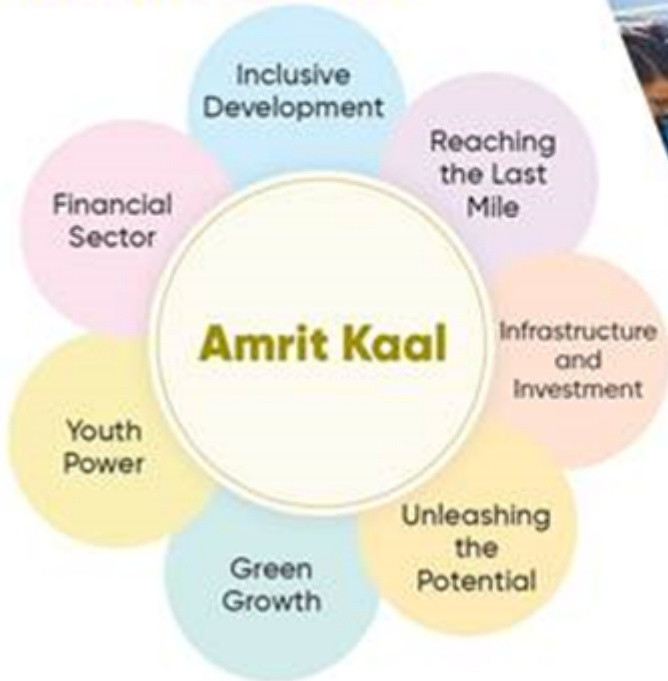 Inclusive
Development
Reaching
the Last
Mile
Infrastructure
and
Investment
Unleashing
the
Potential
Green
Growth
Youth
Power
Financial
Sector
Amrit Kaal